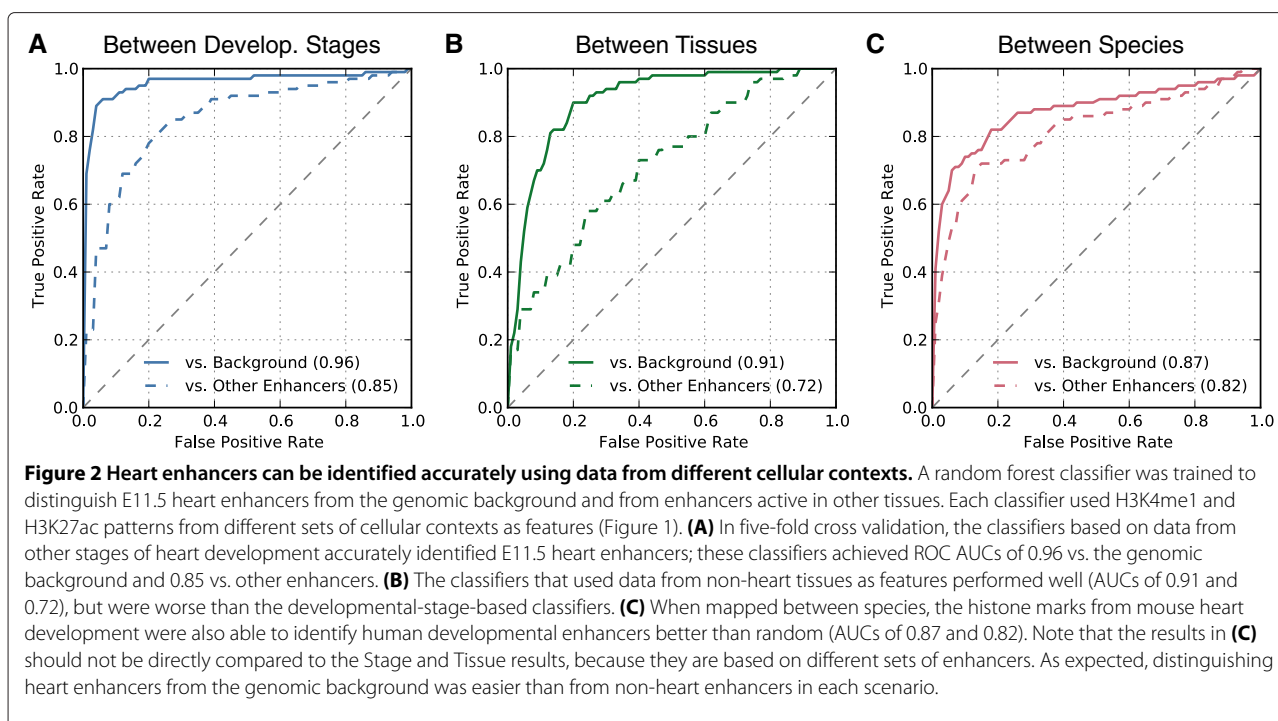 A Between Develop. Stages
1.0
0.8
0.6
0.4
0.2
0.0
True Positive Rate
vs. Background (0.96)
vs. Other Enhancers (0.85)
0.0 0.2 0.4 0.6 0.8 1.0
False Positive Rate
B Between Tissues
1.0
0.8
0.6
0.4
0.2
0.0
True Positive Rate
vs. Background (0.91)
vs. Other Enhancers (0.72)
0.0 0.2 0.4 0.6 0.8 1.0
False Positive Rate
C Between Species
1.0
0.8
0.6
0.4
0.2
0.0
True Positive Rate
vs. Background (0.87)
vs. Other Enhancers (0.82)
0.0 0.2 0.4 0.6 0.8 1.0
False Positive Rate
Figure 2 Heart enhancers can be identified accurately using data from different cellular contexts. A random forest classifier was trained to
distinguish E11.5 heart enhancers from the genomic background and from enhancers active in other tissues. Each classifier used H3K4me1 and
H3K27ac patterns from different sets of cellular contexts as features (Figure 1). (A) In five-fold cross validation, the classifiers based on data from
other stages of heart development accurately identified E11.5 heart enhancers; these classifiers achieved ROC AUCs of 0.96 vs. the genomic
background and 0.85 vs. other enhancers. (B) The classifiers that used data from non-heart tissues as features performed well (AUCs of 0.91 and
0.72), but were worse than the developmental-stage-based classifiers. (C) When mapped between species, the histone marks from mouse heart
development were also able to identify human developmental enhancers better than random (AUCs of 0.87 and 0.82). Note that the results in (C)
should not be directly compared to the Stage and Tissue results, because they are based on different sets of enhancers. As expected, distinguishing
heart enhancers from the genomic background was easier than from non-heart enhancers in each scenario.